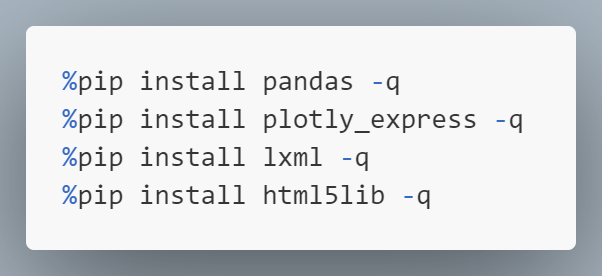 %pip install pandas -q
%pip install plotly_express -q
%pip install lxml -q
%pip install html5lib -q